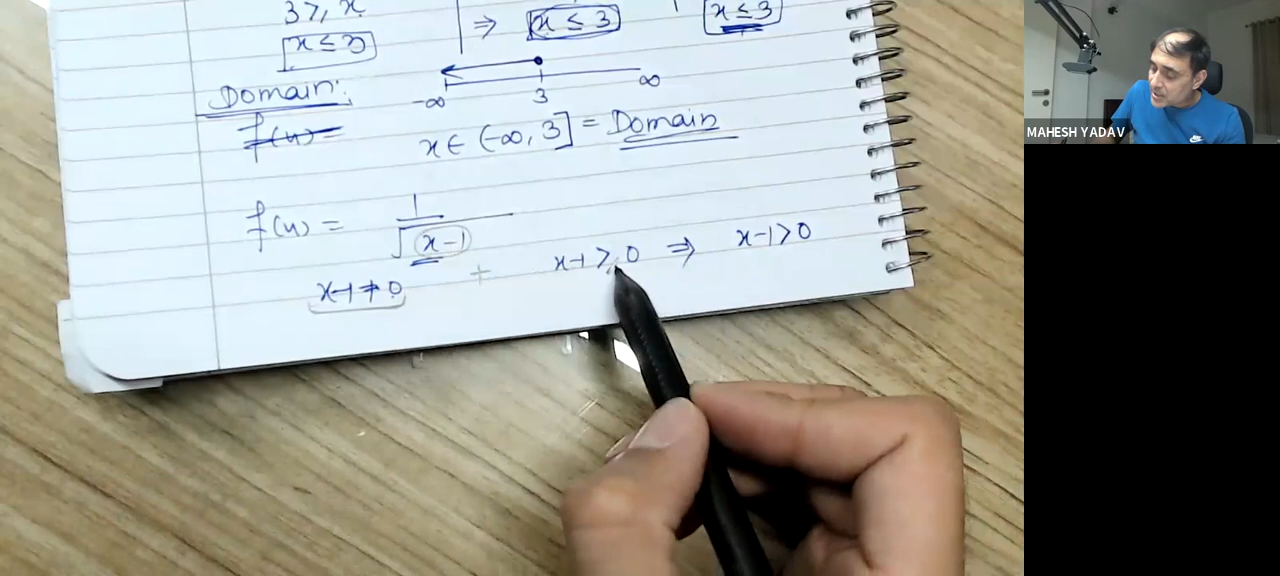 3 ≥ x
x ≤ 3
⇒ x ≤ 3
x ≤ 3
Domain:
-∞ 3 ∞
f(x) =
x ∈ (-∞, 3] = Domain
f(x) = 1/√(x-1)
x-1 ≠ 0 + x-1 ≥ 0 ⇒ x-1 > 0
MAHESH YADAV